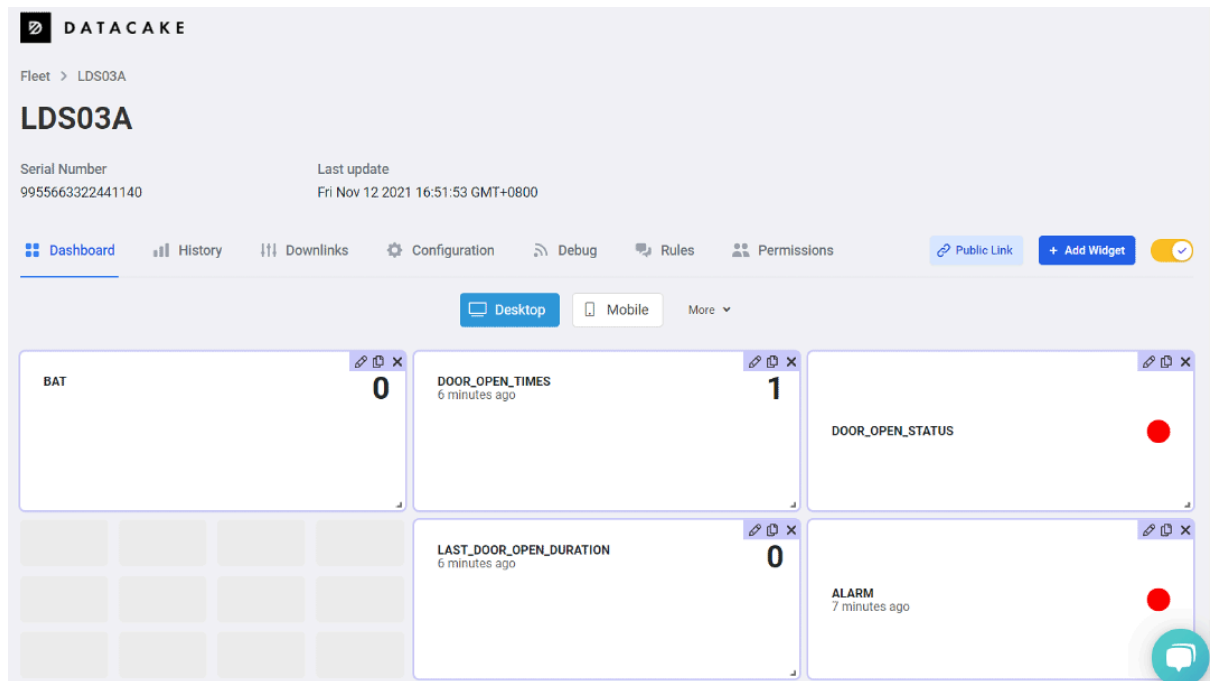 DATACAKE
Fleet > LDS03A
LDS03A
Serial Number
9955663322441140
Last update
Fri Nov 12 2021 16:51:53 GMT+0800
Dashboard
History
Downlinks
Configuration
Debug
Rules
Permissions
Public Link
+ Add Widget
Desktop
Mobile
More
BAT
0
DOOR_OPEN_TIMES
6 minutes ago
1
DOOR_OPEN_STATUS
LAST_DOOR_OPEN_DURATION
6 minutes ago
0
ALARM
7 minutes ago